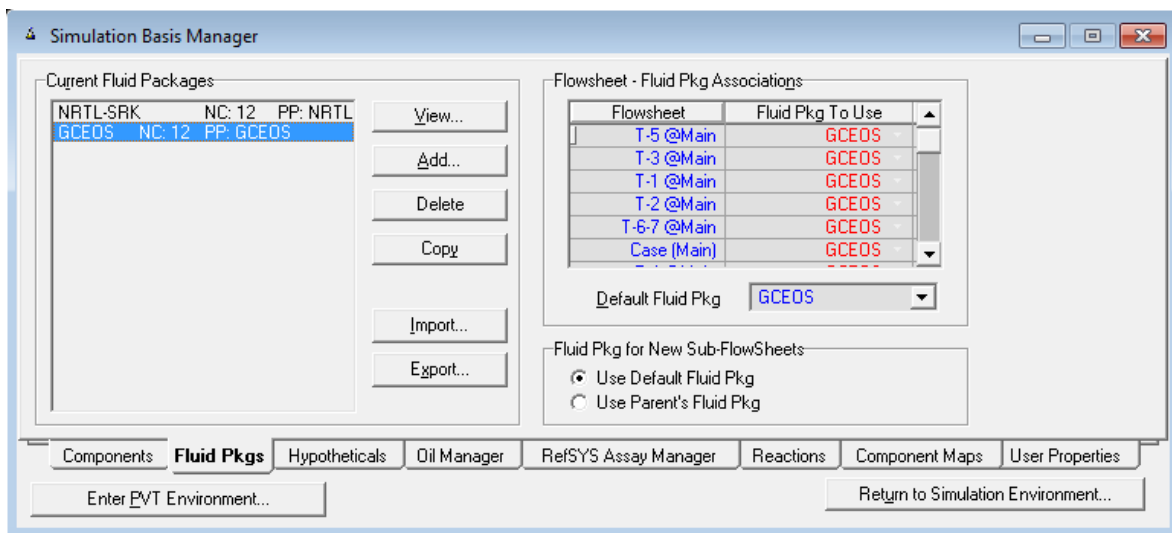 Simulation Basis Manager
Current Fluid Packages
NRTL-SRK NC: 12 PP: NRTL
GCEOS NC: 12 PP: GCEOS
View...
Add...
Delete
Copy
Import...
Export...
Flowsheet - Fluid Pkg Associations
Flowsheet Fluid Pkg To Use
T-5 @Main GCEOS
T-3 @Main GCEOS
T-1 @Main GCEOS
T-2 @Main GCEOS
T-6-7 @Main GCEOS
Case (Main) GCEOS
Default Fluid Pkg GCEOS
Fluid Pkg for New Sub-FlowSheets
Use Default Fluid Pkg
Use Parent's Fluid Pkg
Components Fluid Pkgs Hypotheticals Oil Manager RefSYS Assay Manager Reactions Component Maps User Properties
Enter PVT Environment... Return to Simulation Environment...